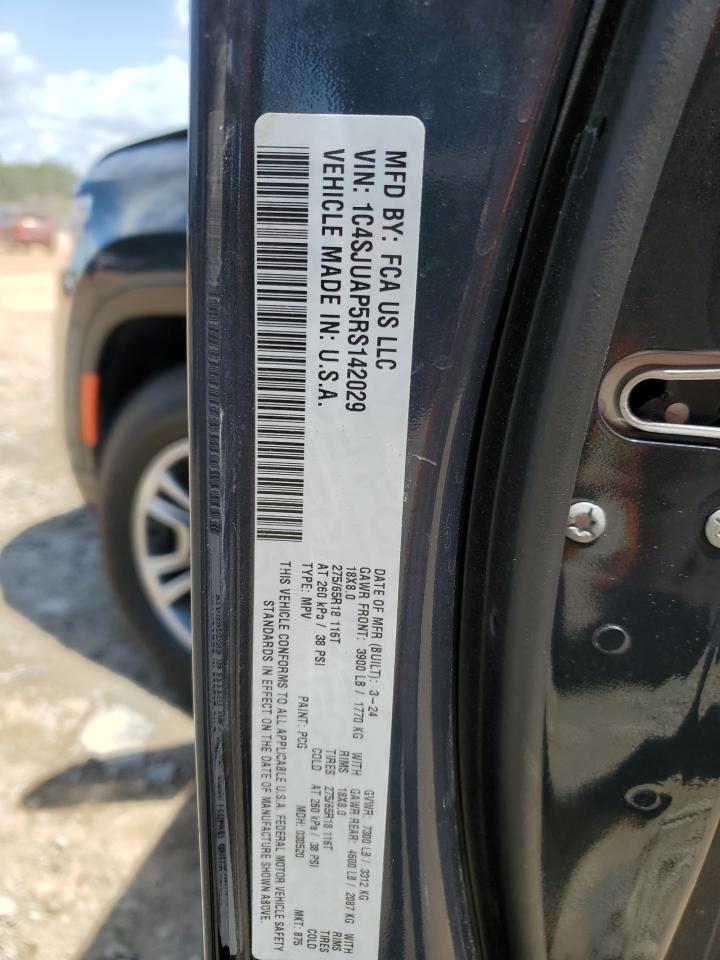 MFD BY: FCA US LLC
VIN: 1C4SJUAP5RS142029
VEHICLE MADE IN: U.S.A.
DATE OF MFR (BUILT): 3-24 GVWR: 7300 LB / 3312 KG
GAWR FRONT: 3900 LB / 1770 KG WITH GAWR REAR: 4600 LB / 2087 KG WITH
18X8.0 RIMS 18X8.0 RIMS
275/65R18 116T TIRES 275/65R18 116T TIRES
AT 260 kPa / 38 PSI COLD AT 260 kPa / 38 PSI COLD
TYPE: MPV PAINT: PCG MDH: 030520 MKT: 875
THIS VEHICLE CONFORMS TO ALL APPLICABLE U.S.A. FEDERAL MOTOR VEHICLE SAFETY
STANDARDS IN EFFECT ON THE DATE OF MANUFACTURE SHOWN ABOVE.